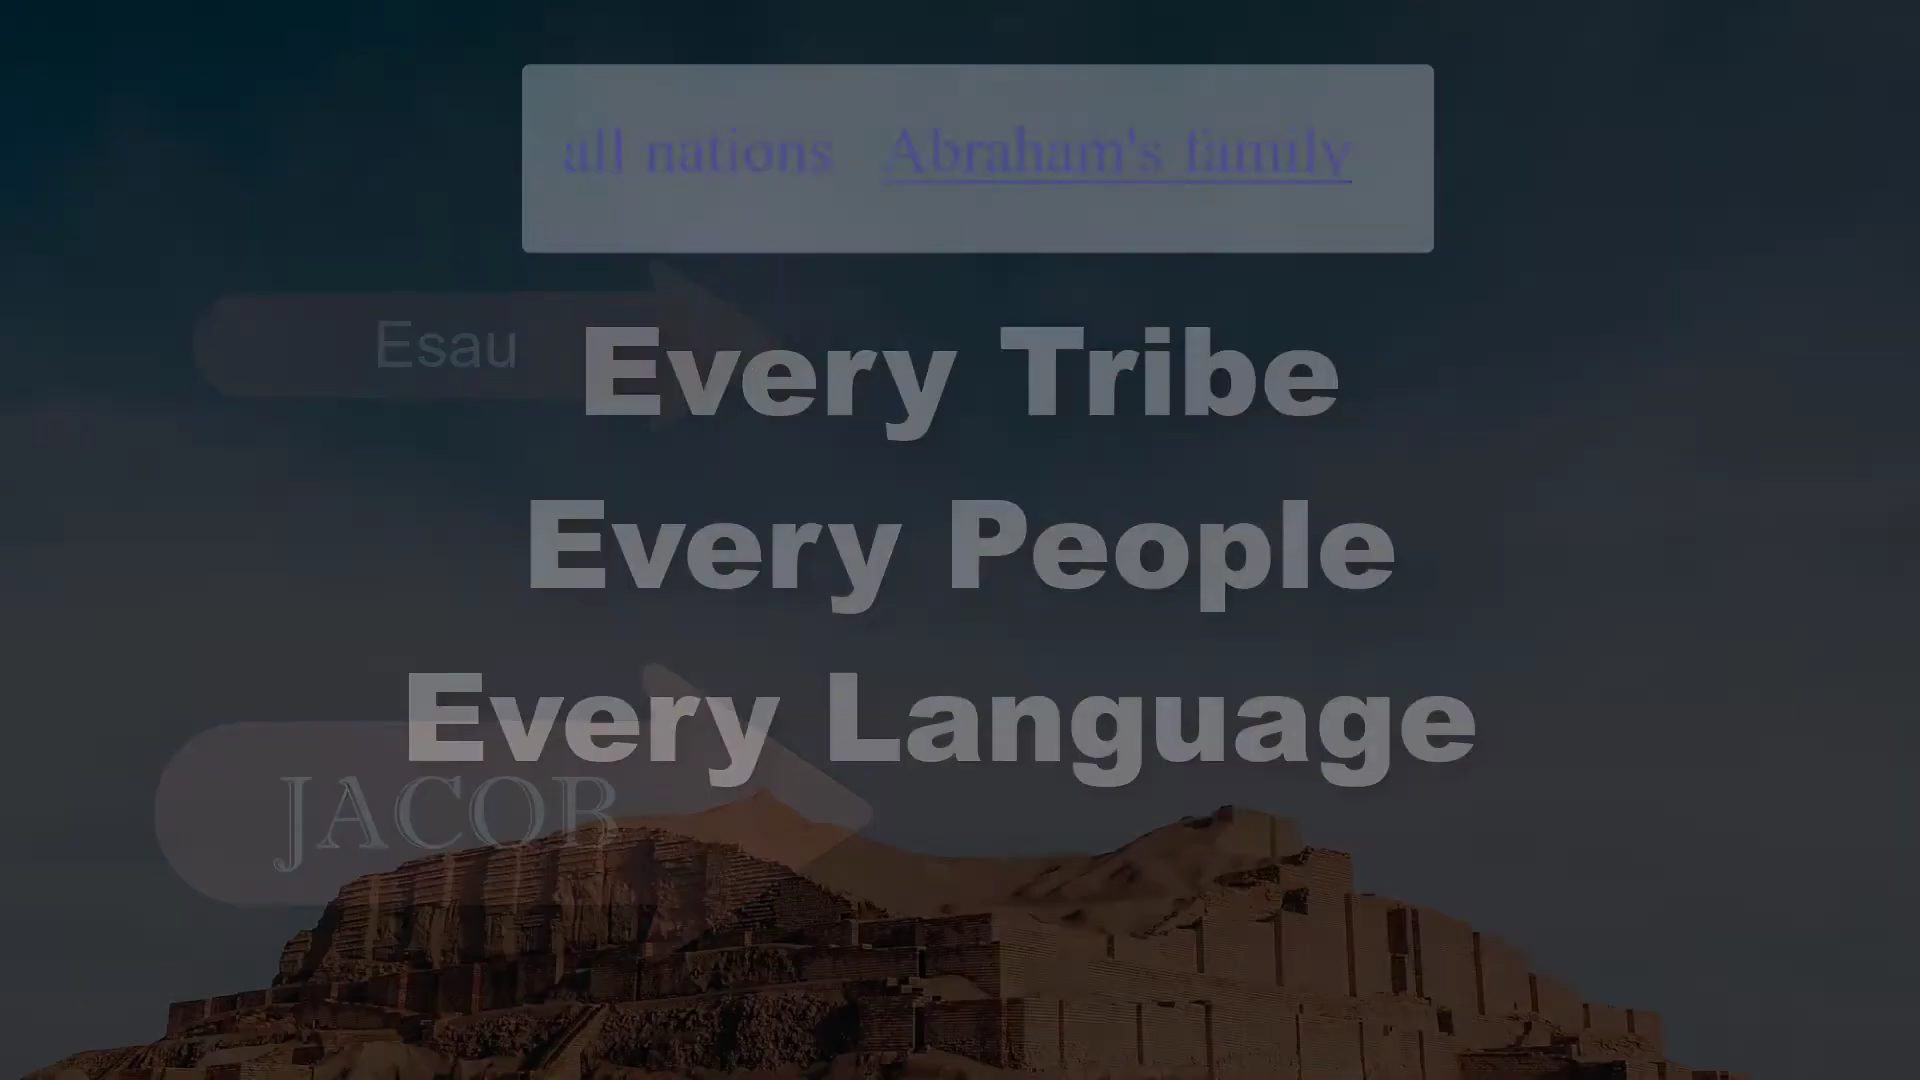 all nations Abraham's family
Esau
Every Tribe
Every People
Every Language
JACOB